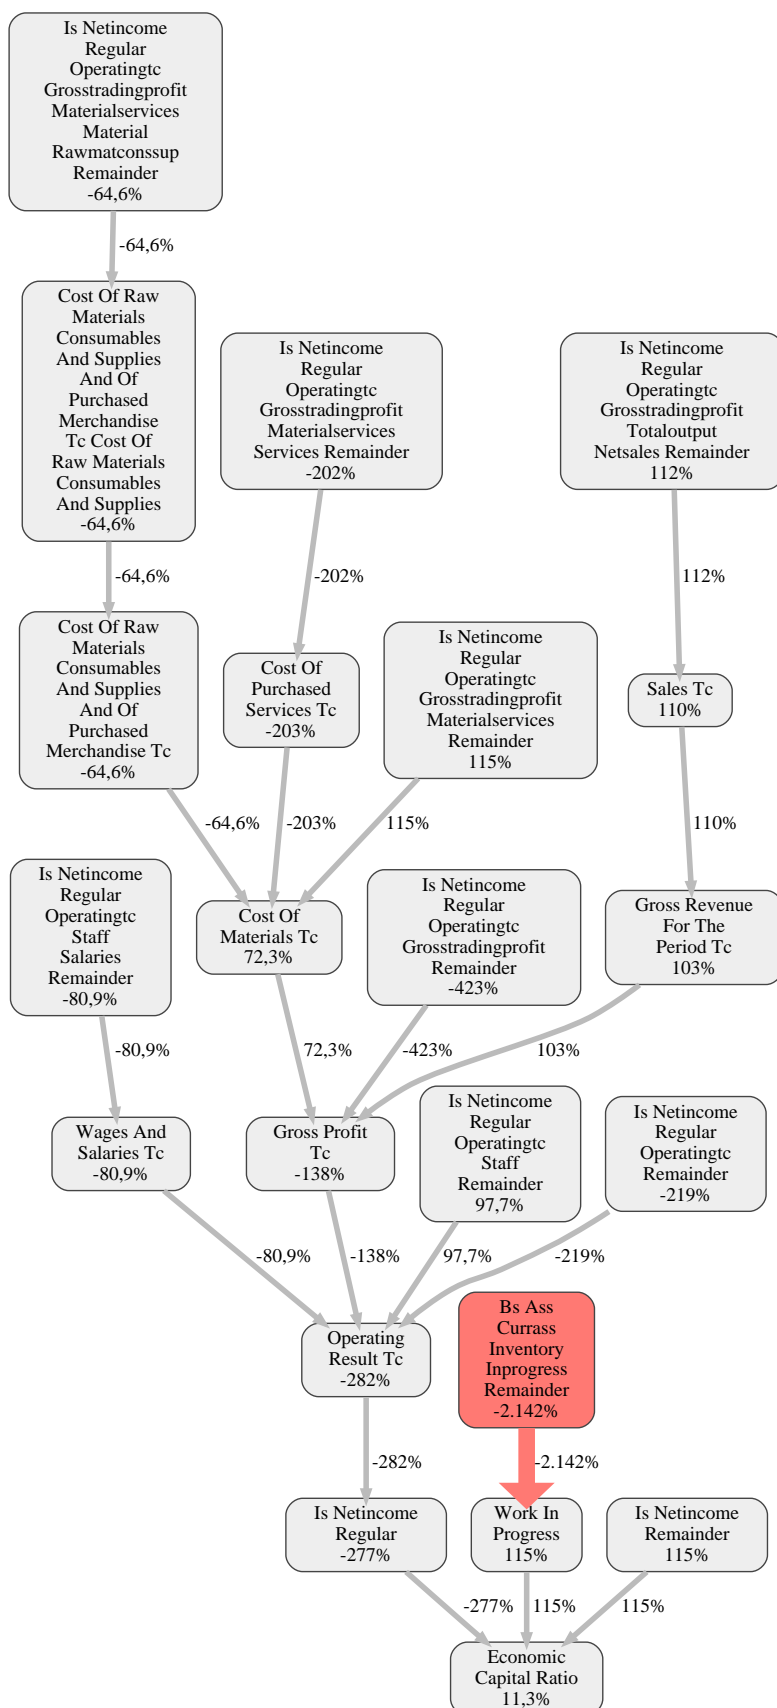 Is Netincome
Regular
Operatingtc
Grosstradingprofit
Materialservices
Material
Rawmatconssup
Remainder
-64,6%
-64,6%
Cost Of Raw
Materials
Consumables
And Supplies
And Of
Purchased
Merchandise
Tc Cost Of
Raw Materials
Consumables
And Supplies
-64,6%
Is Netincome
Regular
Operatingtc
Grosstradingprofit
Materialservices
Services Remainder
-202%
Is Netincome
Regular
Operatingtc
Grosstradingprofit
Totaloutput
Netsales Remainder
112%
-64,6%
-202%
112%
Cost Of Raw
Materials
Consumables
And Supplies
And Of
Purchased
Merchandise Tc
-64,6%
Cost Of
Purchased
Services Tc
-203%
Is Netincome
Regular
Operatingtc
Grosstradingprofit
Materialservices
Remainder
115%
Sales Tc
110%
-64,6%
-203%
115%
110%
Is Netincome
Regular
Operatingtc
Staff
Salaries
Remainder
-80,9%
Cost Of
Materials Tc
72,3%
Is Netincome
Regular
Operatingtc
Grosstradingprofit
Remainder
-423%
Gross Revenue
For The
Period Tc
103%
-80,9%
72,3%
-423%
103%
Wages And
Salaries Tc
-80,9%
Gross Profit
Tc
-138%
Is Netincome
Regular
Operatingtc
Staff
Remainder
97,7%
Is Netincome
Regular
Operatingtc
Remainder
-219%
-80,9%
-138%
97,7%
-219%
Operating
Result Tc
-282%
Bs Ass
Currass
Inventory
Inprogress
Remainder
-2.142%
-282%
-2.142%
Is Netincome
Regular
-277%
Work In
Progress
115%
Is Netincome
Remainder
115%
-277%
115%
115%
Economic
Capital Ratio
11,3%